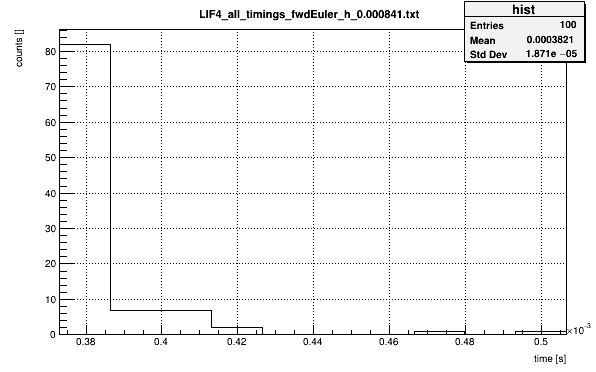 LIF4_all_timings_fwdEuler_h_0.000841.txt
hist
Entries 100
Mean 0.0003821
Std Dev 1.871e −05
counts []
80
70
60
50
40
30
20
10
0
0.38 0.4 0.42 0.44 0.46 0.48 0.5
×10⁻³
time [s]